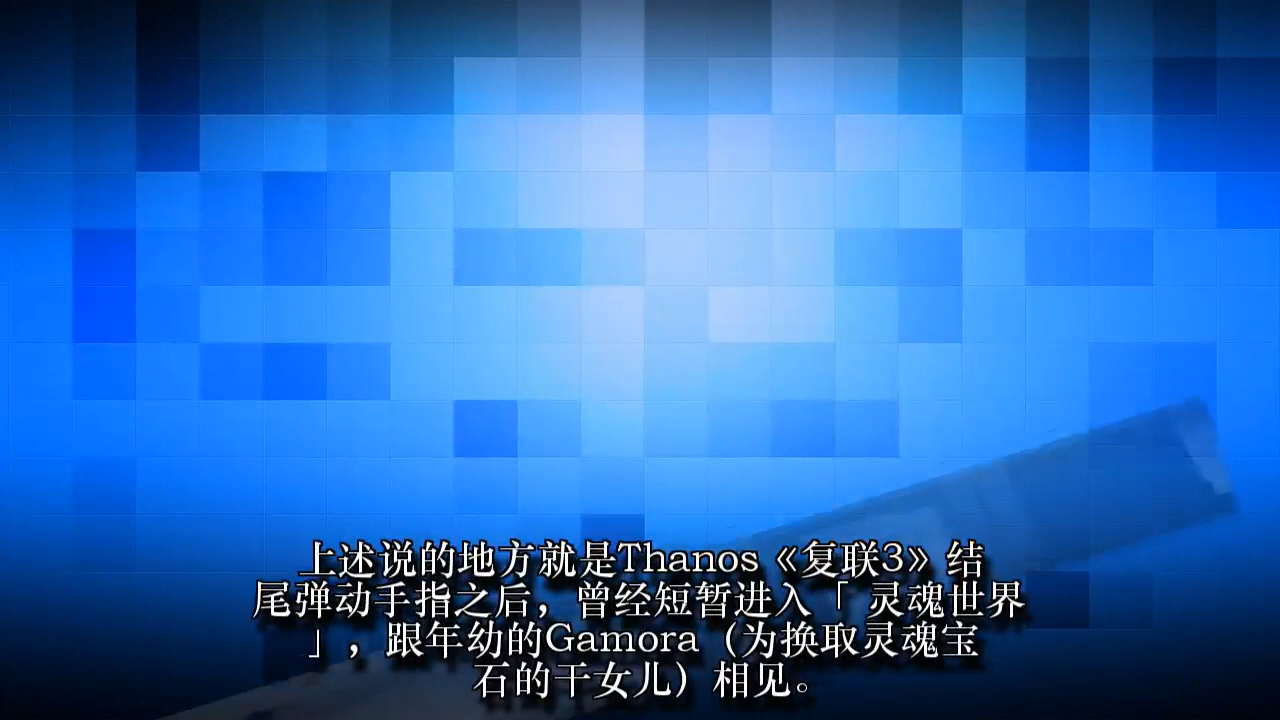 上述说的地方就是Thanos《复联3》结
尾弹动手指之后，曾经短暂进入「 灵魂世界
」，跟年幼的Gamora（为换取灵魂宝
石的干女儿）相见。